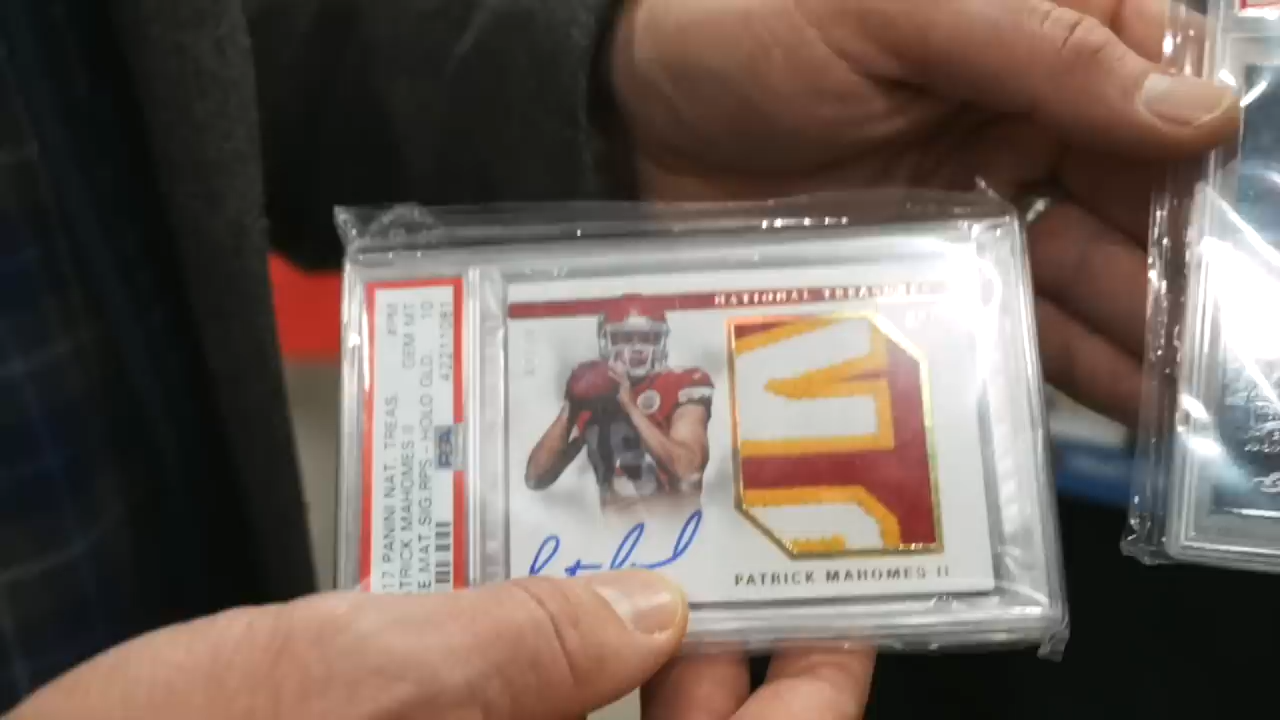 17 PANINI NAT. TREAS. #PM
TRICK MAHOMES II GEM MT
E MAT.SIG.RPS-HOLO GLD. 10
PSA 42211061
NATIONAL TREASURES
PATRICK MAHOMES II